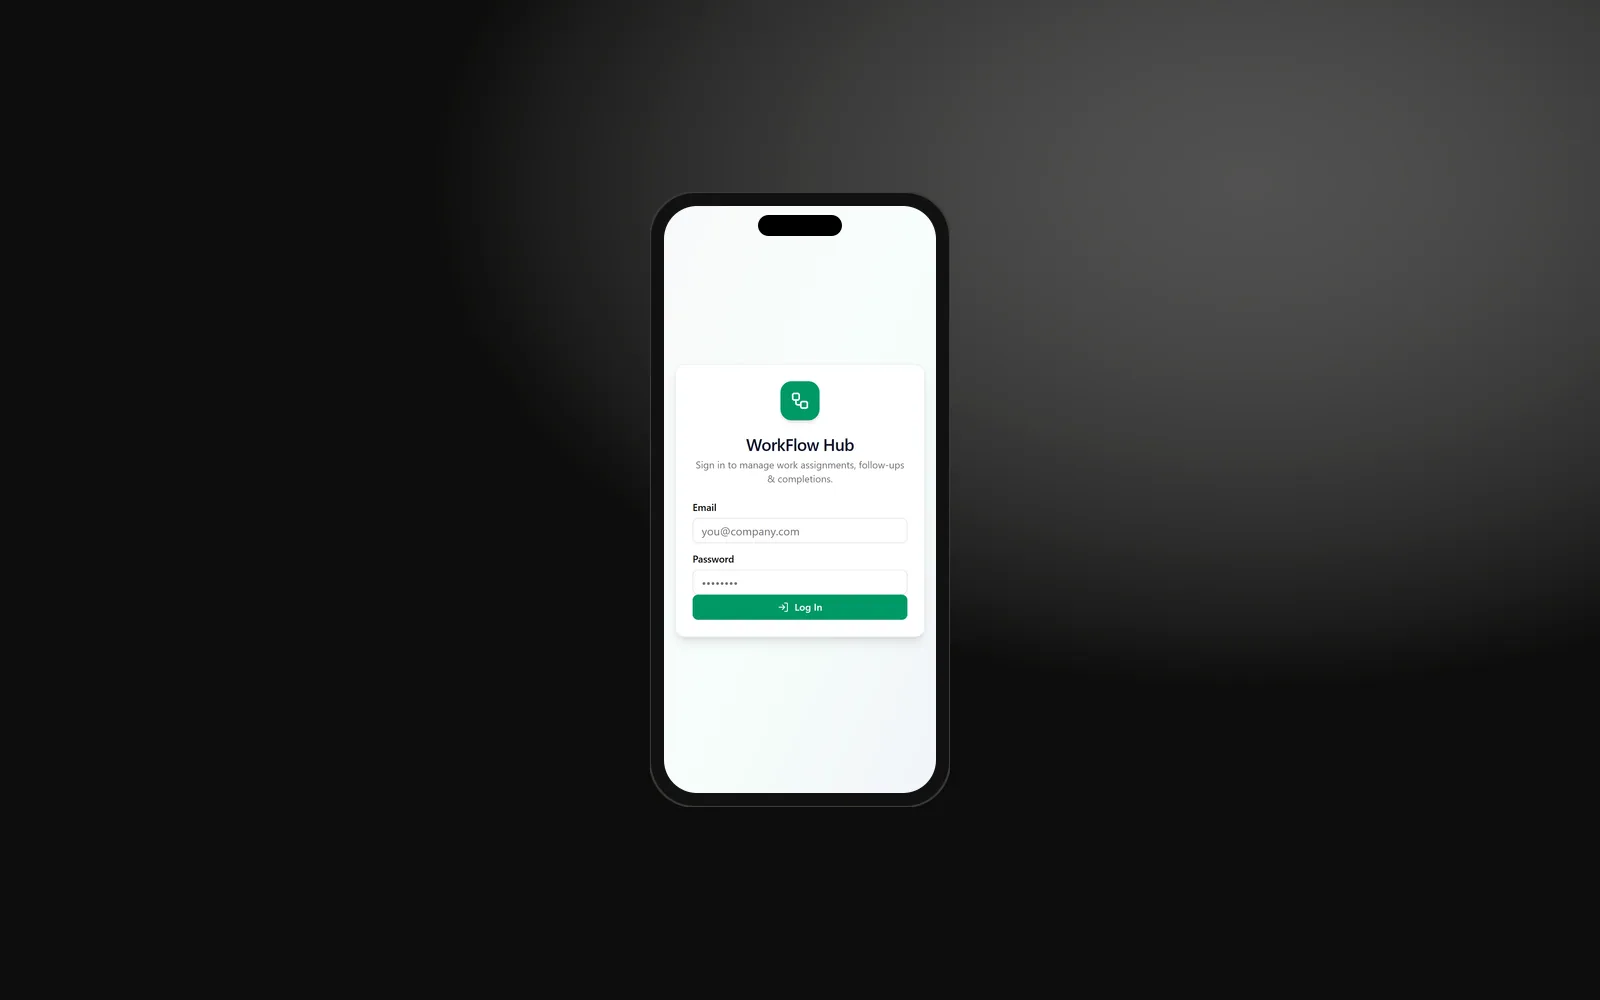 WorkFlow Hub
Sign in to manage work assignments, follow-ups
& completions.
Email
you@company.com
Password
••••••••
Log In